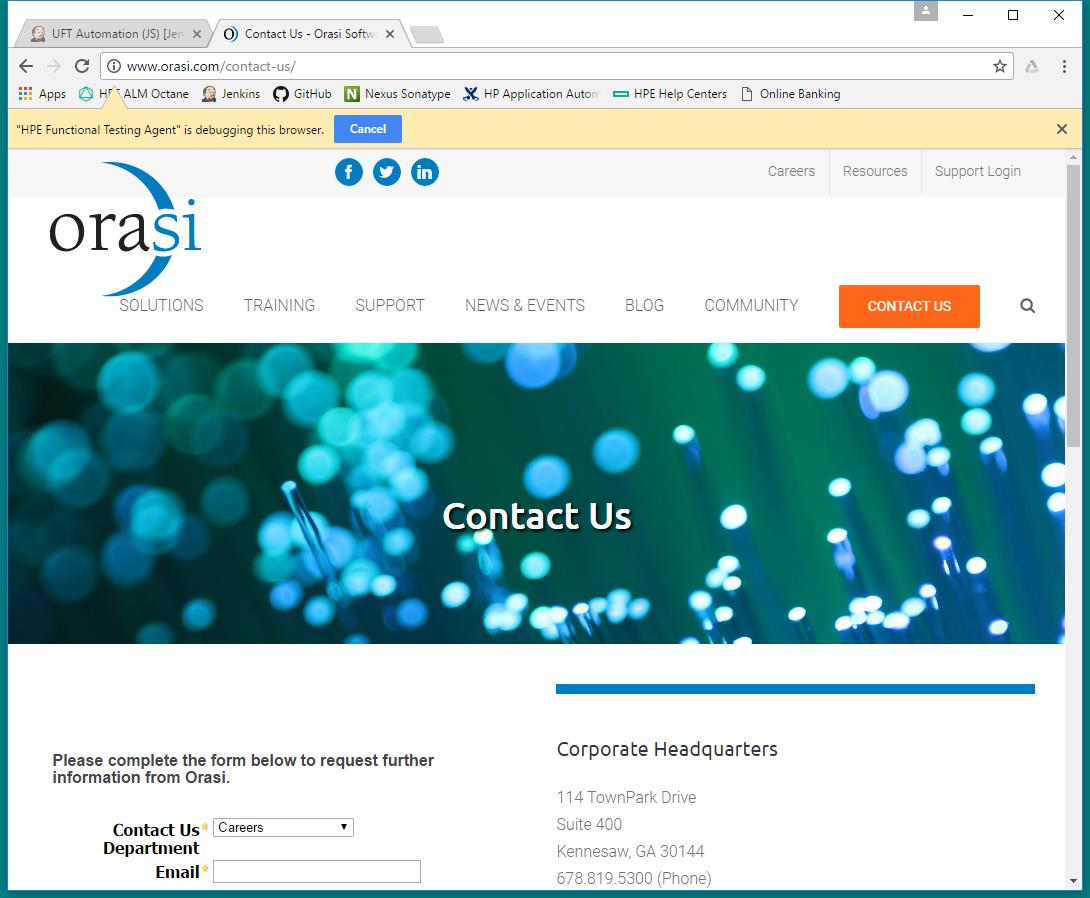 UFT Automation (JS) [Jen
Contact Us - Orasi Softw
www.orasi.com/contact-us/
Apps
ALM Octane
Jenkins
GitHub
Nexus Sonatype
HP Application Autom
HPE Help Centers
Online Banking
"HPE Functional Testing Agent" is debugging this browser.
Cancel
Careers
Resources
Support Login
orasi
SOLUTIONS
TRAINING
SUPPORT
NEWS & EVENTS
BLOG
COMMUNITY
CONTACT US
Contact Us
Please complete the form below to request further
information from Orasi.
Contact Us
Department
Careers
Email
Corporate Headquarters
114 TownPark Drive
Suite 400
Kennesaw, GA 30144
678.819.5300 (Phone)